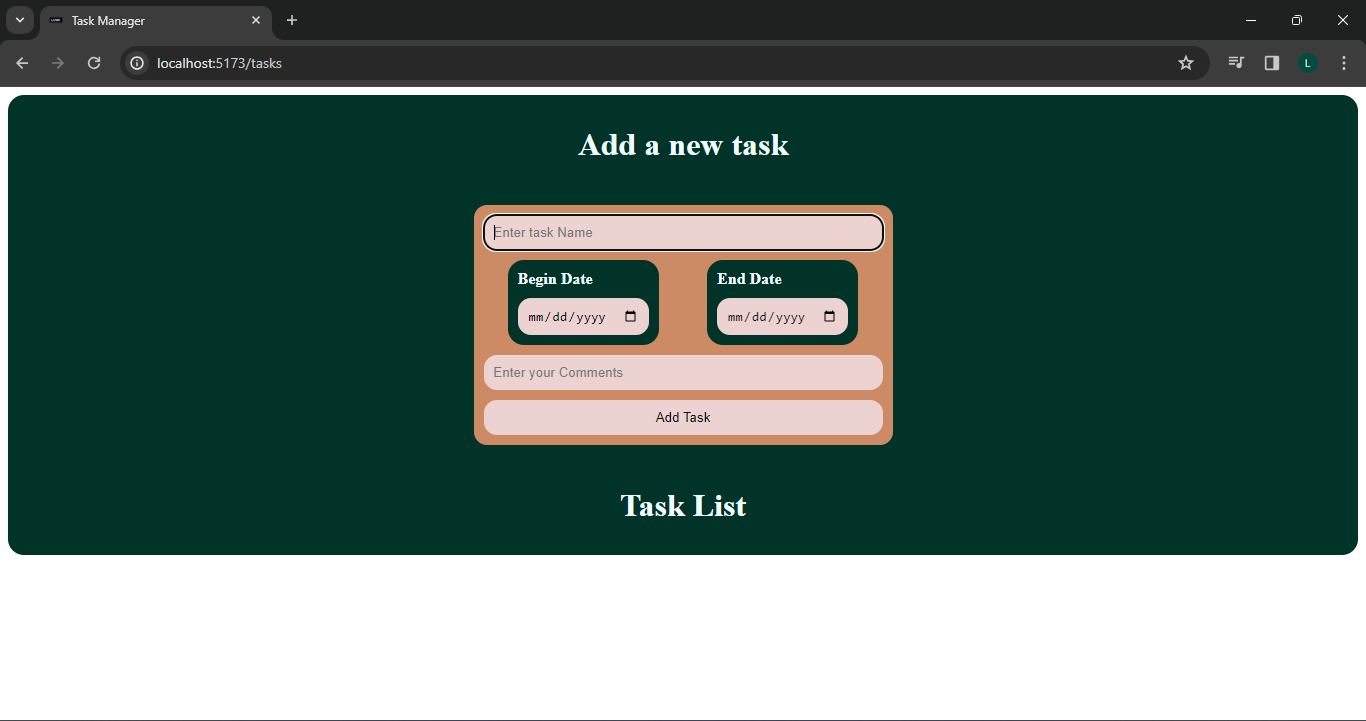 Task Manager
localhost:5173/tasks
L
Add a new task
Enter task Name
Begin Date
End Date
mm/dd/yyyy
mm/dd/yyyy
Enter your Comments
Add Task
Task List